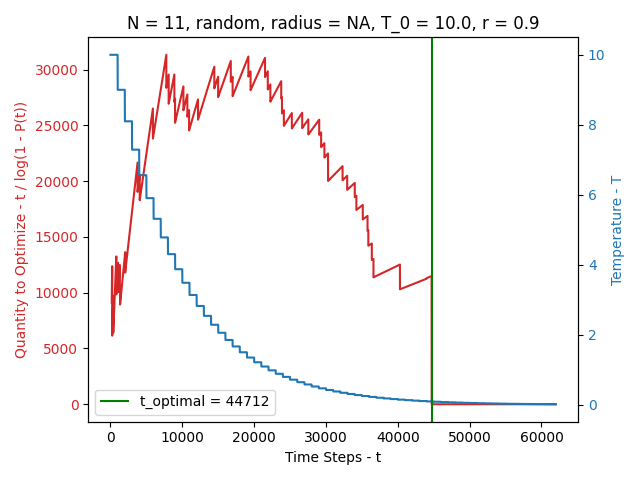 N = 11, random, radius = NA, T_0 = 10.0, r = 0.9
Quantity to Optimize - t / log(1 - P(t))
30000
25000
20000
15000
10000
5000
0
10
8
6
4
2
0
Temperature - T
t_optimal = 44712
0 10000 20000 30000 40000 50000 60000
Time Steps - t